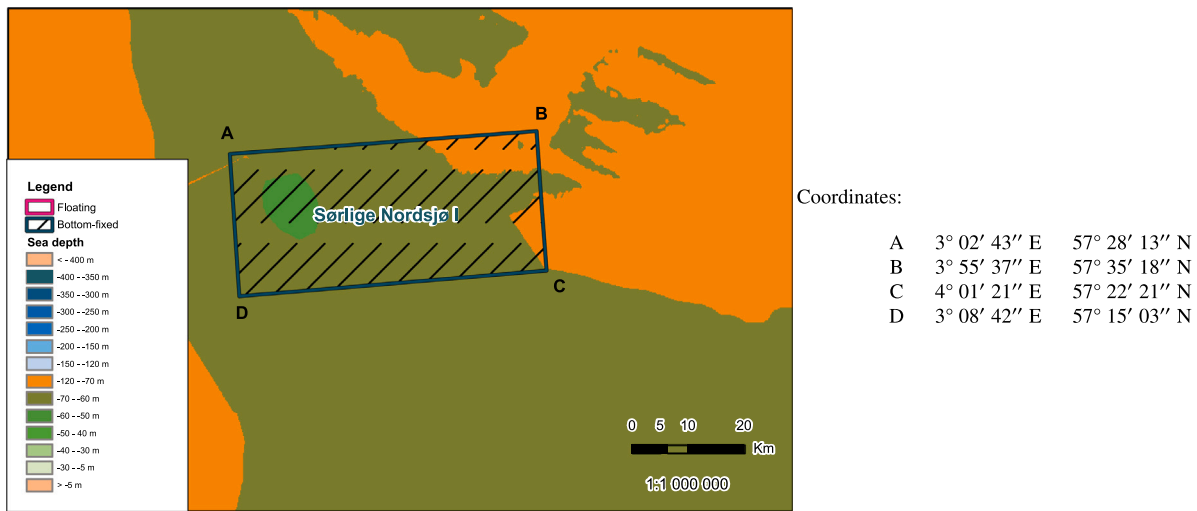 A
B
C
D
Sørlige Nordsjø I
Legend
Floating
Bottom-fixed
Sea depth
< - 400 m
-400 - -350 m
-350 - -300 m
-300 - -250 m
-250 - -200 m
-200 - -150 m
-150 - -120 m
-120 - -70 m
-70 - -60 m
-60 - -50 m
-50 - 40 m
-40 - -30 m
-30 - -5 m
> -5 m
0 5 10 20
Km
1:1 000 000
Coordinates:
A 3° 02′ 43′′ E 57° 28′ 13′′ N
B 3° 55′ 37′′ E 57° 35′ 18′′ N
C 4° 01′ 21′′ E 57° 22′ 21′′ N
D 3° 08′ 42′′ E 57° 15′ 03′′ N